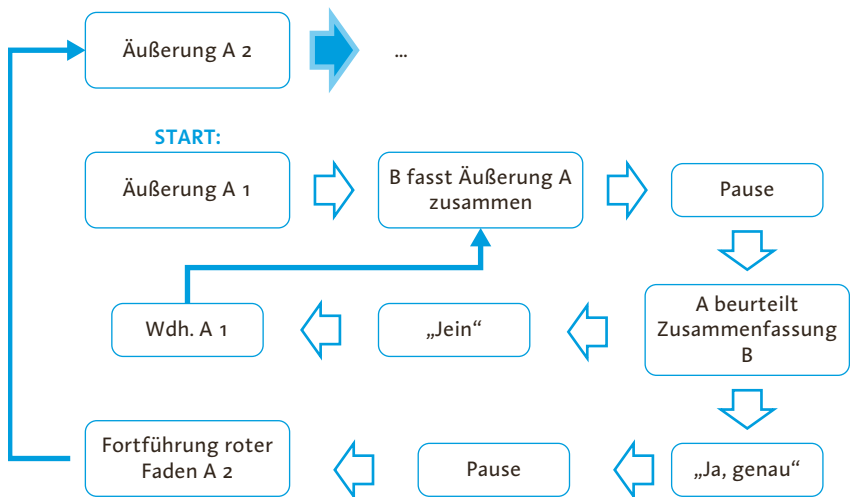 Äußerung A 2
...
START:
Äußerung A 1
B fasst Äußerung A
zusammen
Pause
Wdh. A 1
„Jein“
A beurteilt
Zusammenfassung
B
Fortführung roter
Faden A 2
Pause
„Ja, genau“